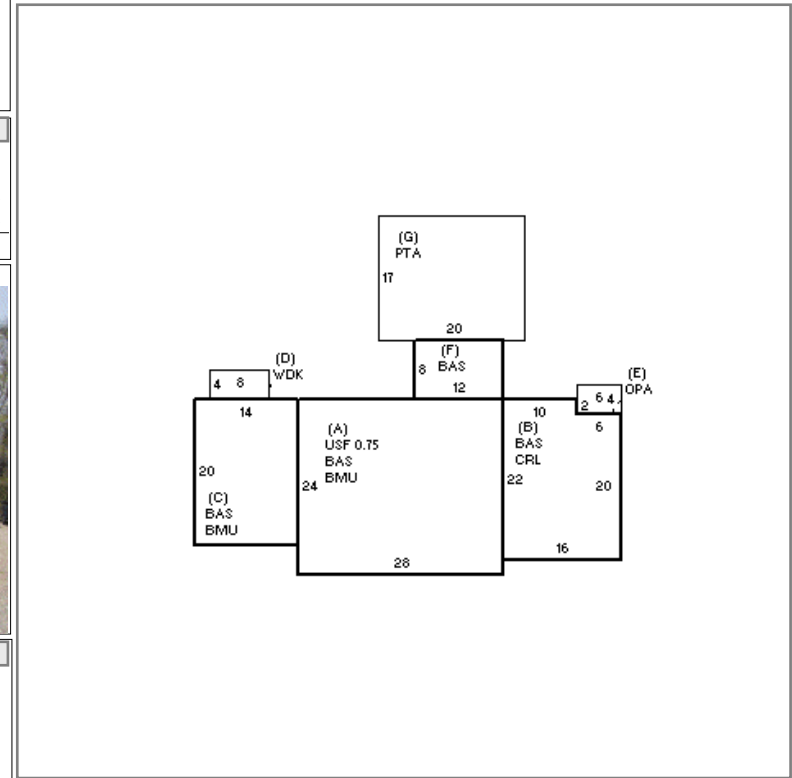 (G)
PTA
17
20
(F)
8 BAS
12
(D)
WDK
4 8
(E)
OPA
2 6 4
14
10
6
(A)
USF 0.75
BAS
BMU
24
(B)
BAS
CRL
22
20
20
(C)
BAS
BMU
16
28